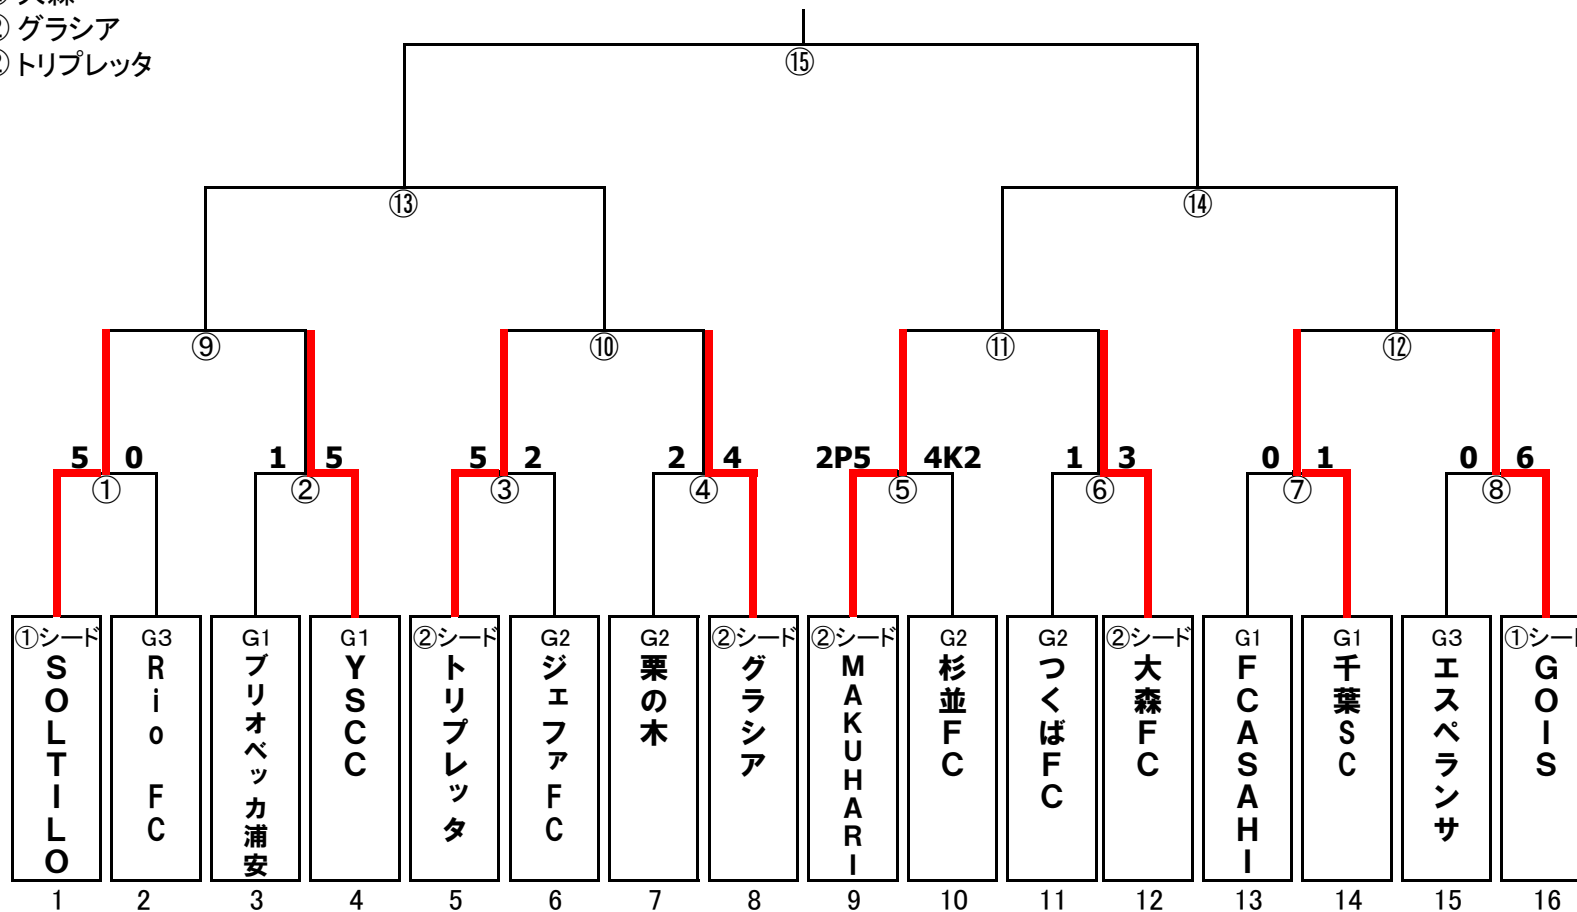 ② グラシア
② トリプレッタ
⑮
⑬ ⑭
⑨ ⑩ ⑪ ⑫
5 0 1 5 5 2 2 4 2P5 4K2 1 3 0 1 0 6
① ② ③ ④ ⑤ ⑥ ⑦ ⑧
①シード G3 G1 G1 ②シード G2 G2 ②シード ②シード G2 G2 ②シード G1 G1 G3 ①シード
SOLTILO
Rio FC
ブリオベッカ浦安
YSCC
トリプレッタ
ジェファFC
栗の木
グラシア
MAKUHARI
杉並FC
つくばFC
大森FC
FCASAHI
千葉SC
エスペランサ
GOIS
1 2 3 4 5 6 7 8 9 10 11 12 13 14 15 16